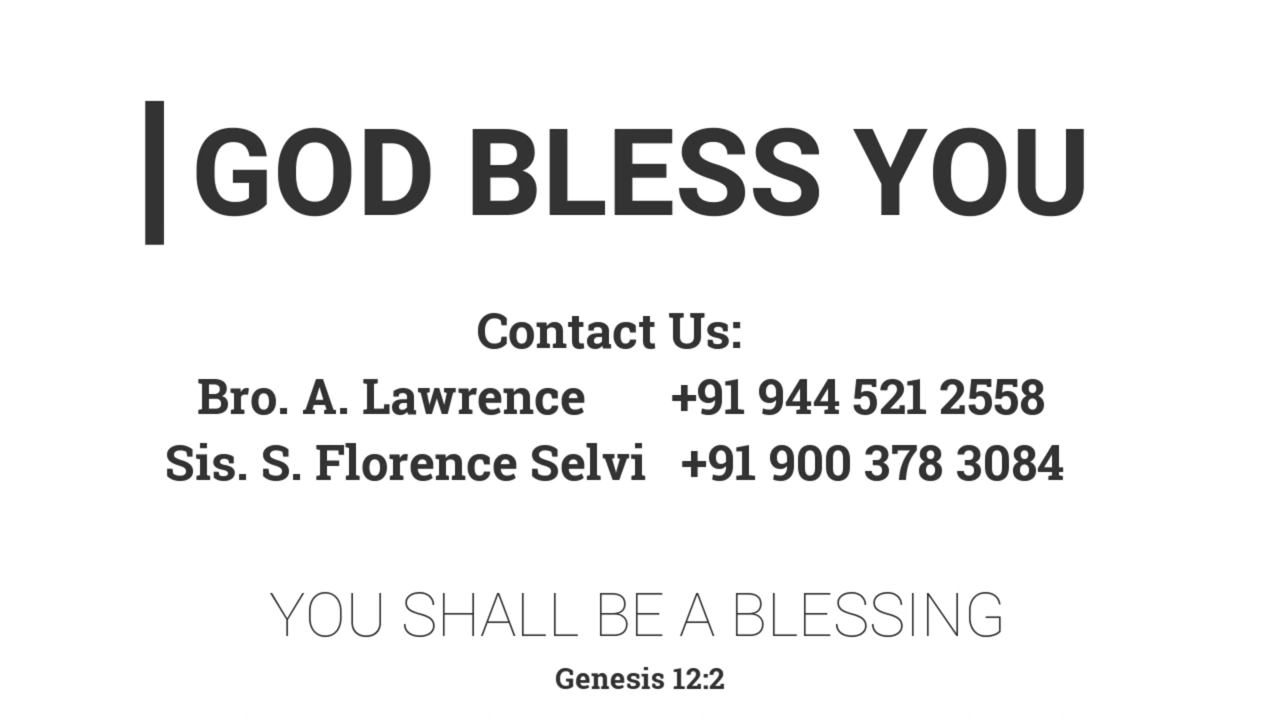 GOD BLESS YOU
Contact Us:
Bro. A. Lawrence +91 944 521 2558
Sis. S. Florence Selvi +91 900 378 3084
YOU SHALL BE A BLESSING
Genesis 12:2